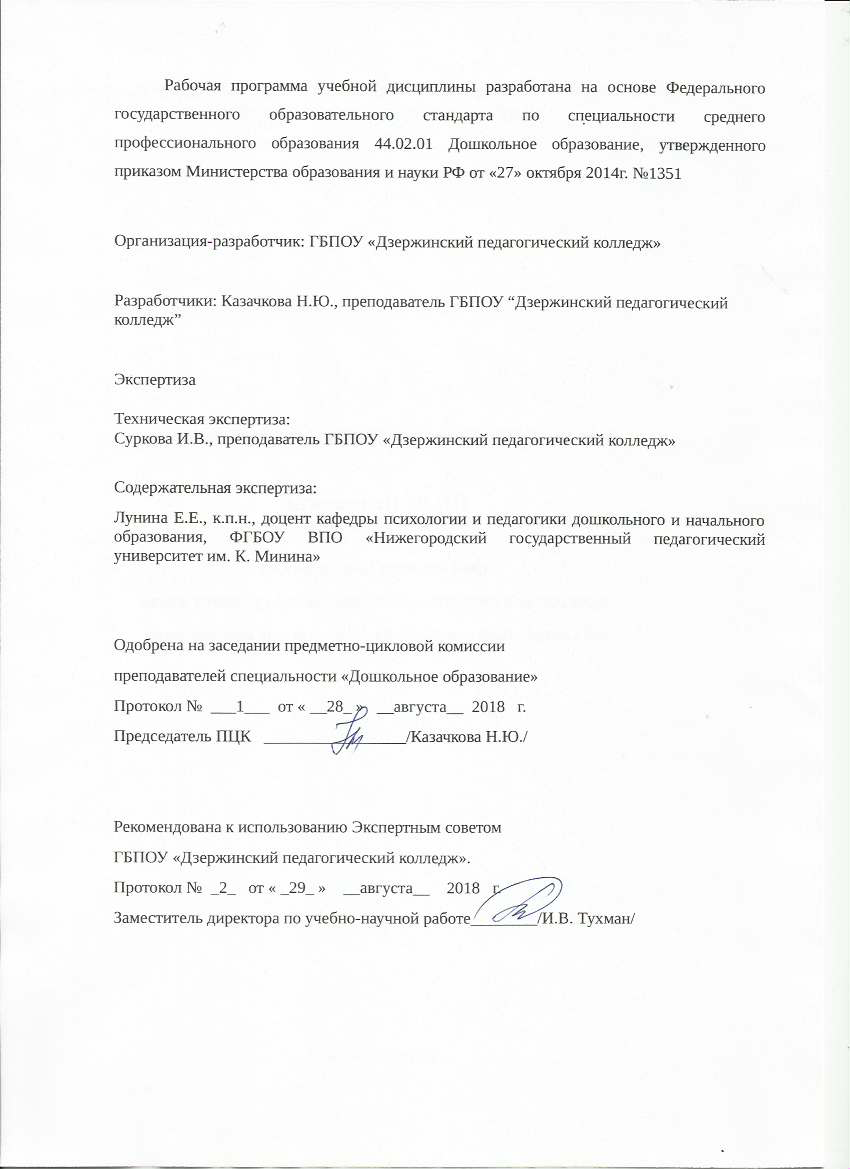 Рабочая программа учебной дисциплины разработана на основе Федерального
государственного образовательного стандарта по специальности среднего
профессионального образования 44.02.01 Дошкольное образование, утвержденного
приказом Министерства образования и науки РФ от «27» октября 2014г. №1351
Организация-разработчик: ГБПОУ «Дзержинский педагогический колледж»
Разработчики: Казачкова Н.Ю., преподаватель ГБПОУ “Дзержинский педагогический
колледж”
Экспертиза
Техническая экспертиза:
Суркова И.В., преподаватель ГБПОУ «Дзержинский педагогический колледж»
Содержательная экспертиза:
Лунина Е.Е., к.п.н., доцент кафедры психологии и педагогики дошкольного и начального
образования, ФГБОУ ВПО «Нижегородский государственный педагогический
университет им. К. Минина»
Одобрена на заседании предметно-цикловой комиссии
преподавателей специальности «Дошкольное образование»
Протокол № ___1___ от « __28_ » __августа__ 2018 г.
Председатель ПЦК _________________/Казачкова Н.Ю./
Рекомендована к использованию Экспертным советом
ГБПОУ «Дзержинский педагогический колледж».
Протокол № _2_ от « _29_ » __августа__ 2018 г.
Заместитель директора по учебно-научной работе________/И.В. Тухман/